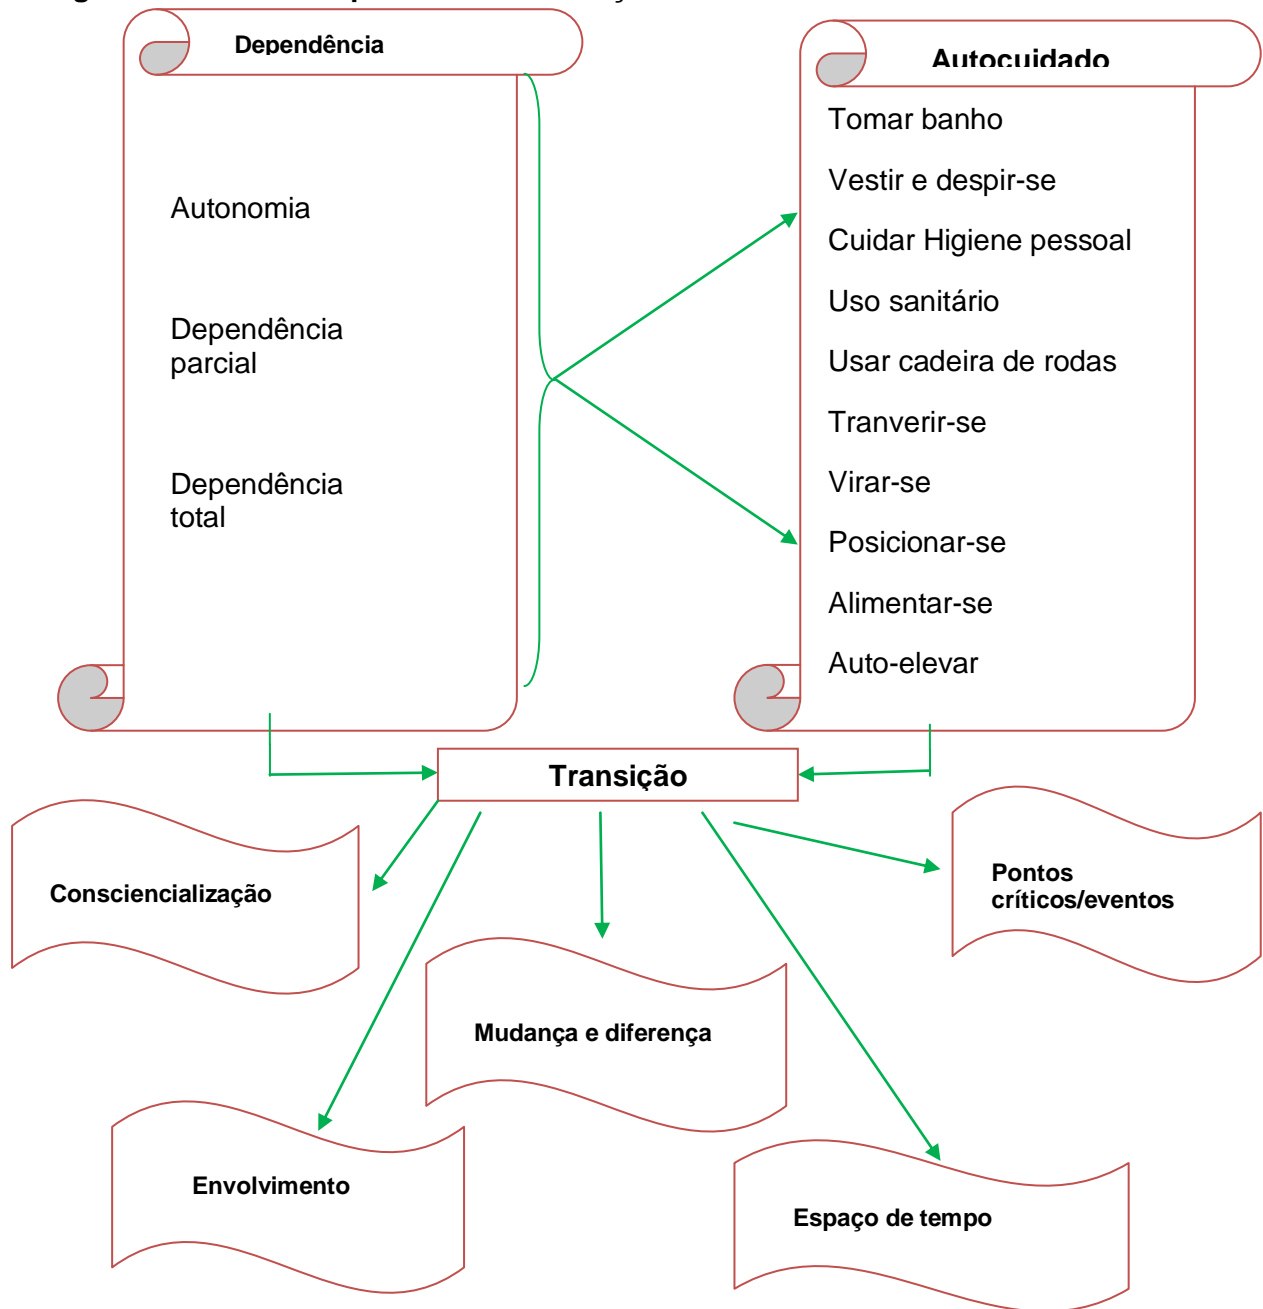 Dependência
Autocuidado
Autonomia
Dependência
parcial
Dependência
total
Tomar banho
Vestir e despir-se
Cuidar Higiene pessoal
Uso sanitário
Usar cadeira de rodas
Tranverir-se
Virar-se
Posicionar-se
Alimentar-se
Auto-elevar
Transição
Consciencialização
Pontos
críticos/eventos
Mudança e diferença
Envolvimento
Espaço de tempo